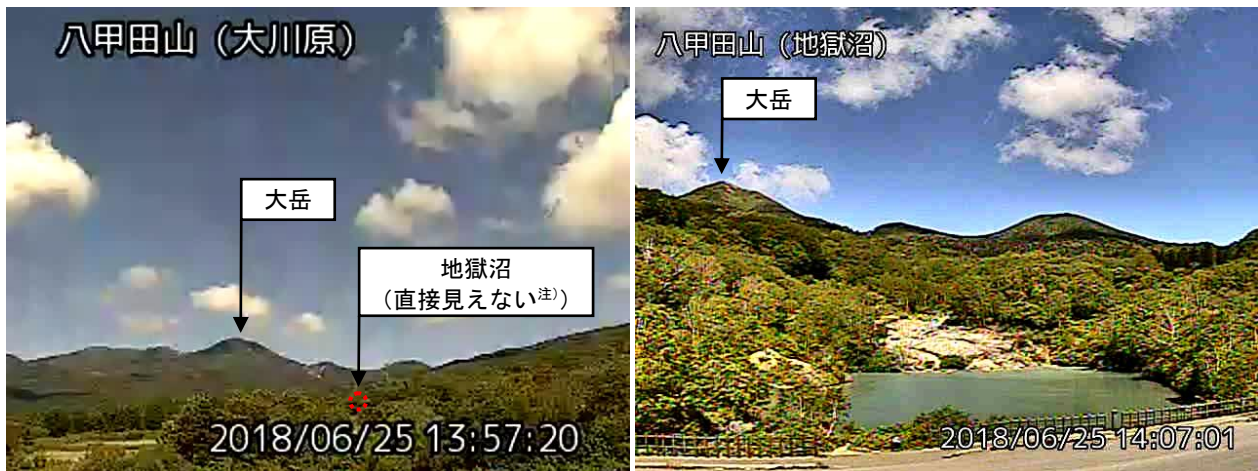 八甲田山（大川原）
大岳
地獄沼
（直接見えない注））
2018/06/25 13:57:20
八甲田山（地獄沼）
大岳
2018/06/25 14:07:01